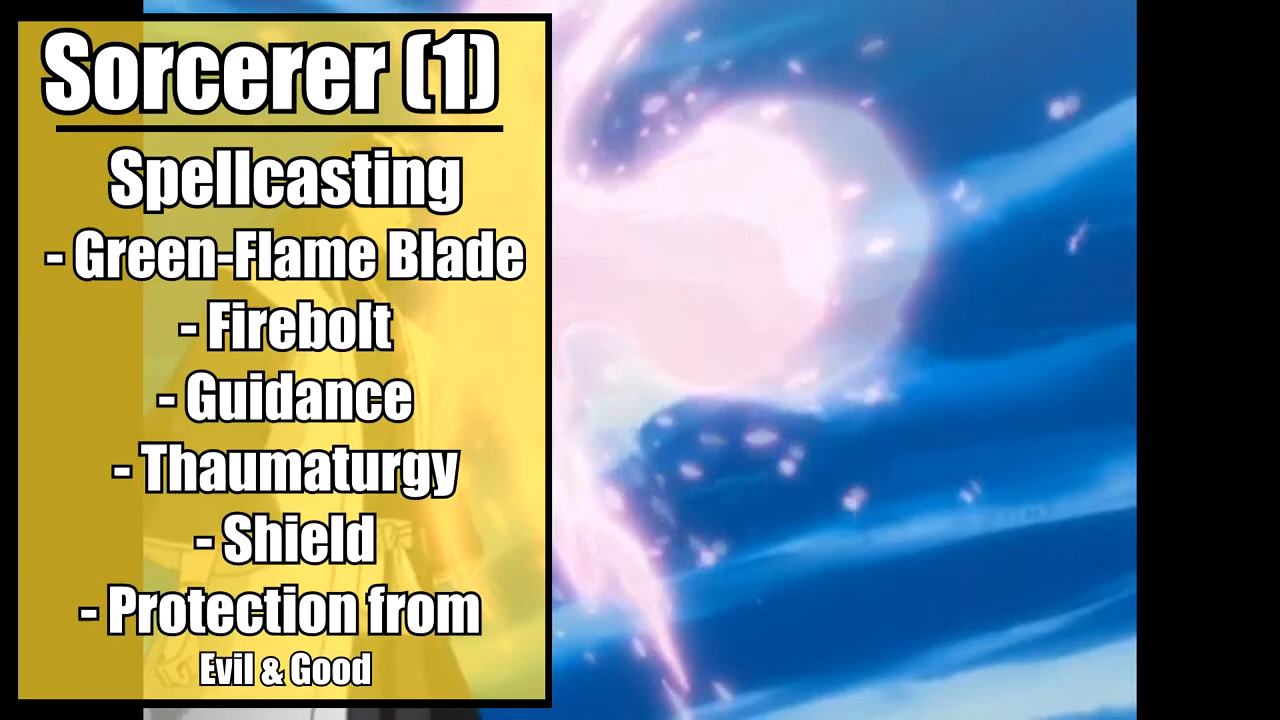 Sorcerer (1)
Spellcasting
- Green-Flame Blade
- Firebolt
- Guidance
- Thaumaturgy
- Shield
- Protection from
Evil & Good